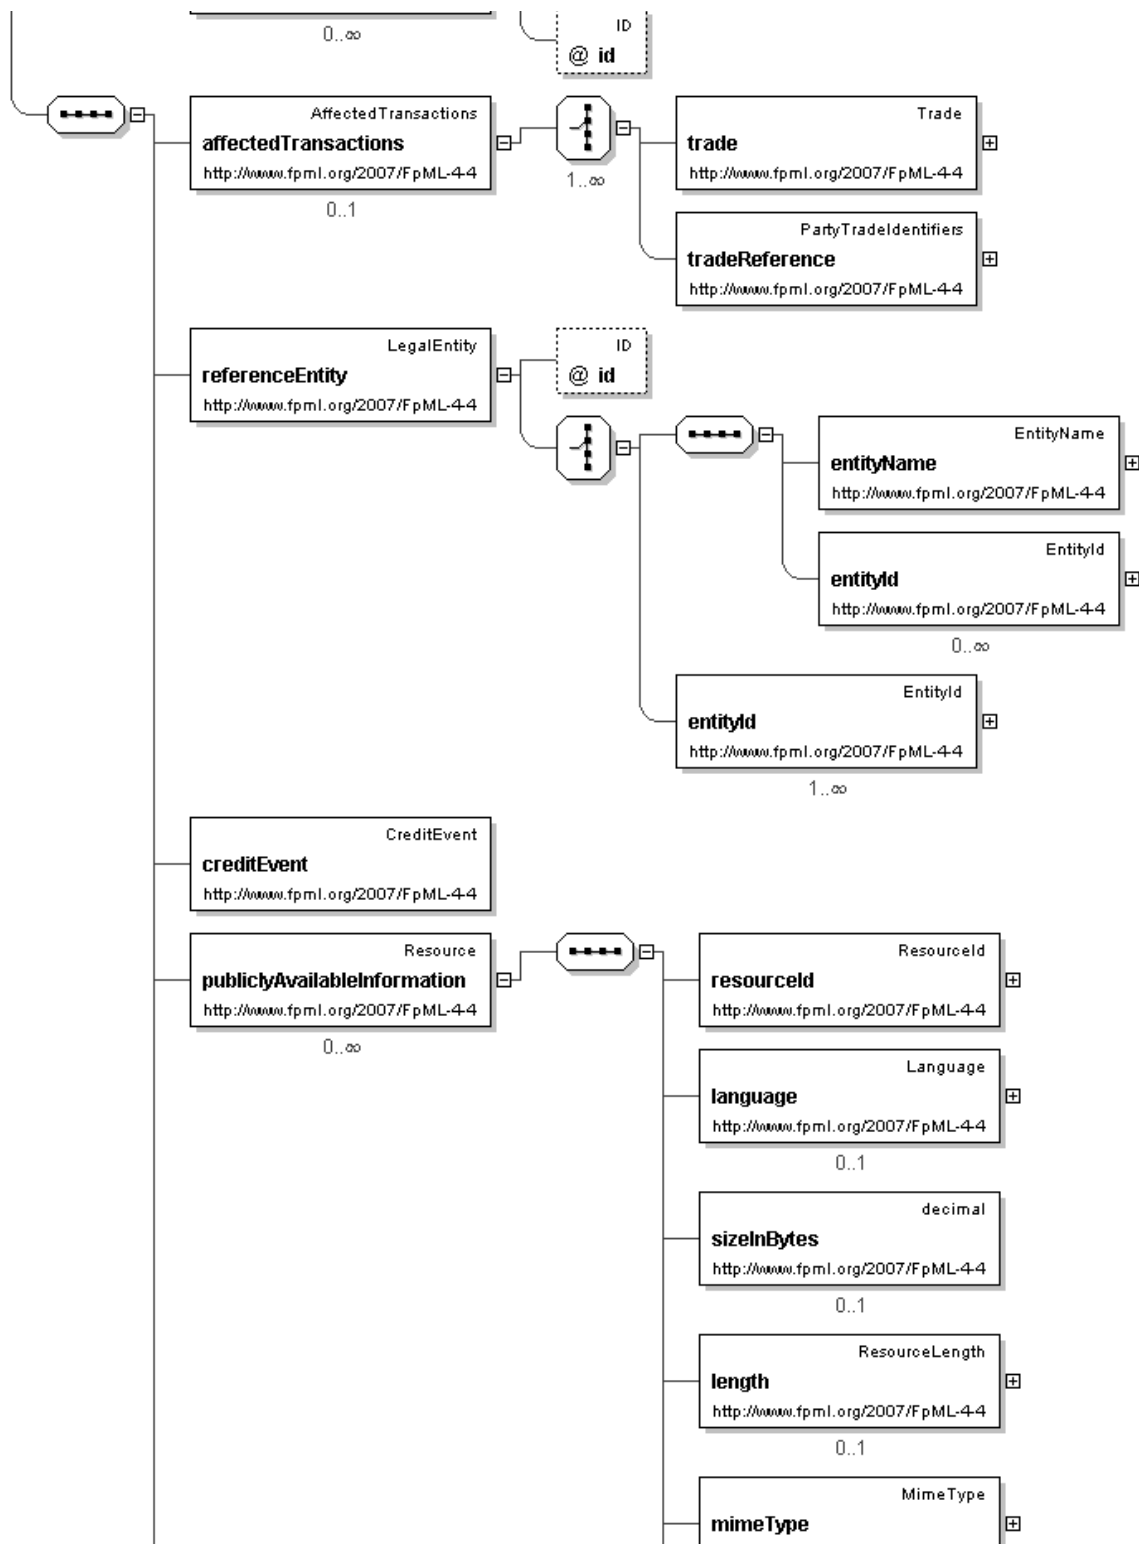 0..∞
ID
@ id
AffectedTransactions
affectedTransactions
http://www.fpml.org/2007/FpML-4-4
0..1
1..∞
Trade
trade
http://www.fpml.org/2007/FpML-4-4
PartyTradeIdentifiers
tradeReference
http://www.fpml.org/2007/FpML-4-4
LegalEntity
referenceEntity
http://www.fpml.org/2007/FpML-4-4
ID
@ id
EntityName
entityName
http://www.fpml.org/2007/FpML-4-4
EntityId
entityId
http://www.fpml.org/2007/FpML-4-4
0..∞
EntityId
entityId
http://www.fpml.org/2007/FpML-4-4
1..∞
CreditEvent
creditEvent
http://www.fpml.org/2007/FpML-4-4
Resource
publiclyAvailableInformation
http://www.fpml.org/2007/FpML-4-4
0..∞
ResourceId
resourceId
http://www.fpml.org/2007/FpML-4-4
Language
language
http://www.fpml.org/2007/FpML-4-4
0..1
decimal
sizeInBytes
http://www.fpml.org/2007/FpML-4-4
0..1
ResourceLength
length
http://www.fpml.org/2007/FpML-4-4
0..1
MimeType
mimeType